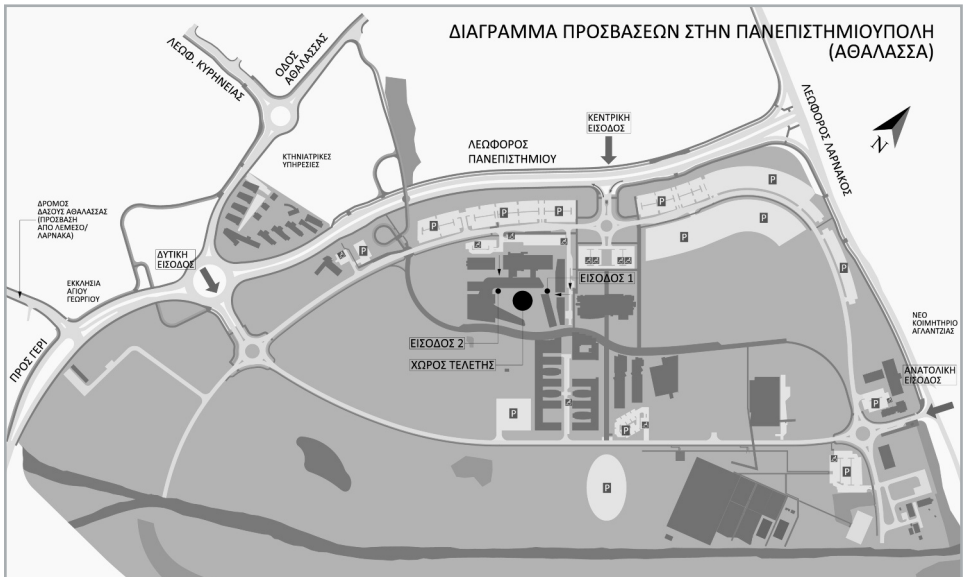 ΔΙΑΓΡΑΜΜΑ ΠΡΟΣΒΑΣΕΩΝ ΣΤΗΝ ΠΑΝΕΠΙΣΤΗΜΙΟΥΠΟΛΗ
(ΑΘΑΛΑΣΣΑ)
ΛΕΩΦ. ΚΥΡΗΝΕΙΑΣ
ΟΔΟΣ
ΑΘΑΛΑΣΣΑΣ
ΛΕΩΦΟΡΟΣ ΛΑΡΝΑΚΟΣ
ΚΕΝΤΡΙΚΗ
ΕΙΣΟΔΟΣ
N
ΛΕΩΦΟΡΟΣ
ΠΑΝΕΠΙΣΤΗΜΙΟΥ
ΚΤΗΝΙΑΤΡΙΚΕΣ
ΥΠΗΡΕΣΙΕΣ
ΔΡΟΜΟΣ
ΔΑΣΟΥΣ ΑΘΑΛΑΣΣΑΣ
(ΠΡΟΣΒΑΣΗ
ΑΠΟ ΛΕΜΕΣΟ/
ΛΑΡΝΑΚΑ)
ΔΥΤΙΚΗ
ΕΙΣΟΔΟΣ
ΕΚΚΛΗΣΙΑ
ΑΓΙΟΥ
ΓΕΩΡΓΙΟΥ
ΠΡΟΣ ΓΕΡΙ
ΕΙΣΟΔΟΣ 1
ΕΙΣΟΔΟΣ 2
ΧΩΡΟΣ ΤΕΛΕΤΗΣ
ΝΕΟ
ΚΟΙΜΗΤΗΡΙΟ
ΑΓΛΑΝΤΖΙΑΣ
ΑΝΑΤΟΛΙΚΗ
ΕΙΣΟΔΟΣ
P
P
P
P
P
P
P
P
P
P
P
P
P
P